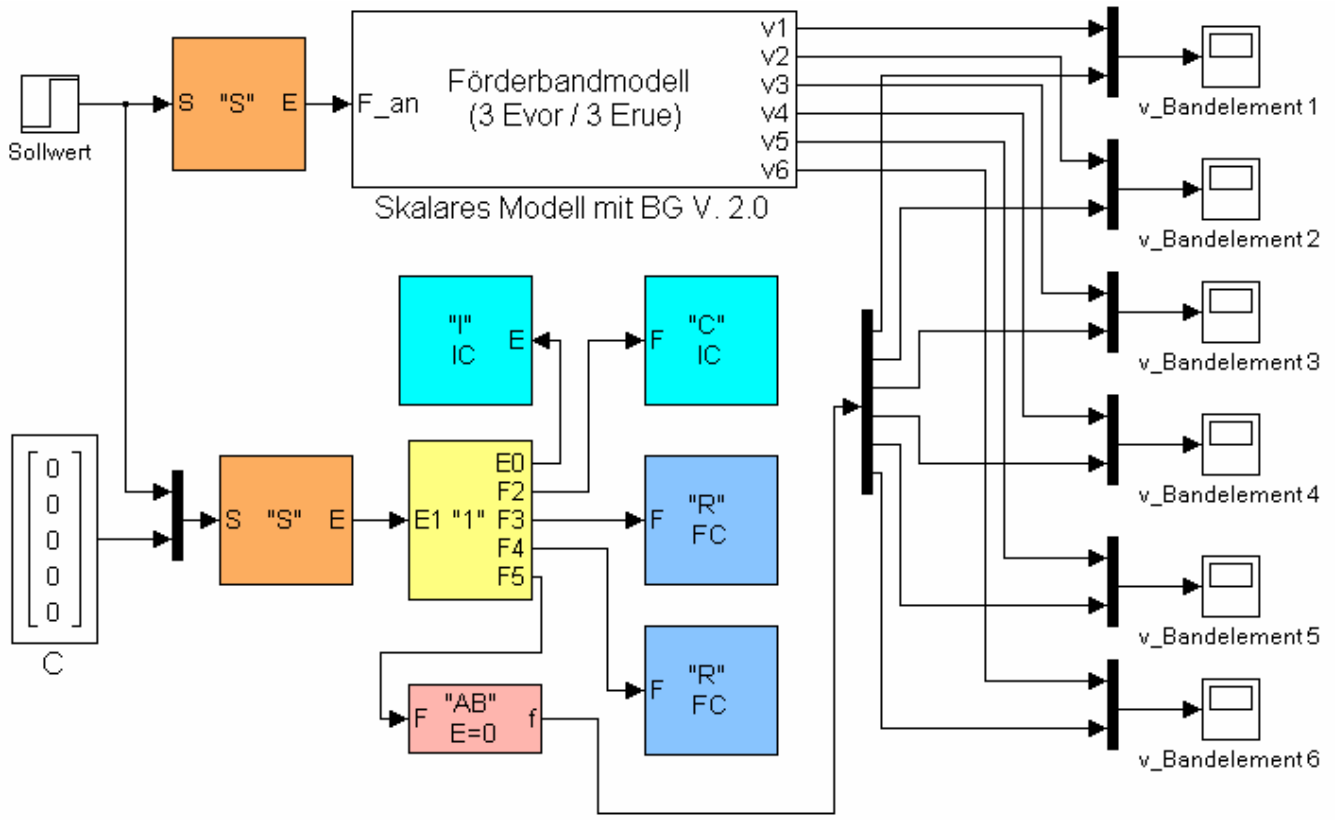 Sollwert
S "S" E
F_an
Förderbandmodell
(3 Evor / 3 Erue)
v1
v2
v3
v4
v5
v6
Skalares Modell mit BG V. 2.0
v_Bandelement 1
v_Bandelement 2
v_Bandelement 3
v_Bandelement 4
v_Bandelement 5
v_Bandelement 6
"I"
IC
E
F
"C"
IC
0
0
0
0
0
C
S "S" E
E1 "1"
E0
F2
F3
F4
F5
F
"R"
FC
F
"R"
FC
F
"AB"
E=0
f